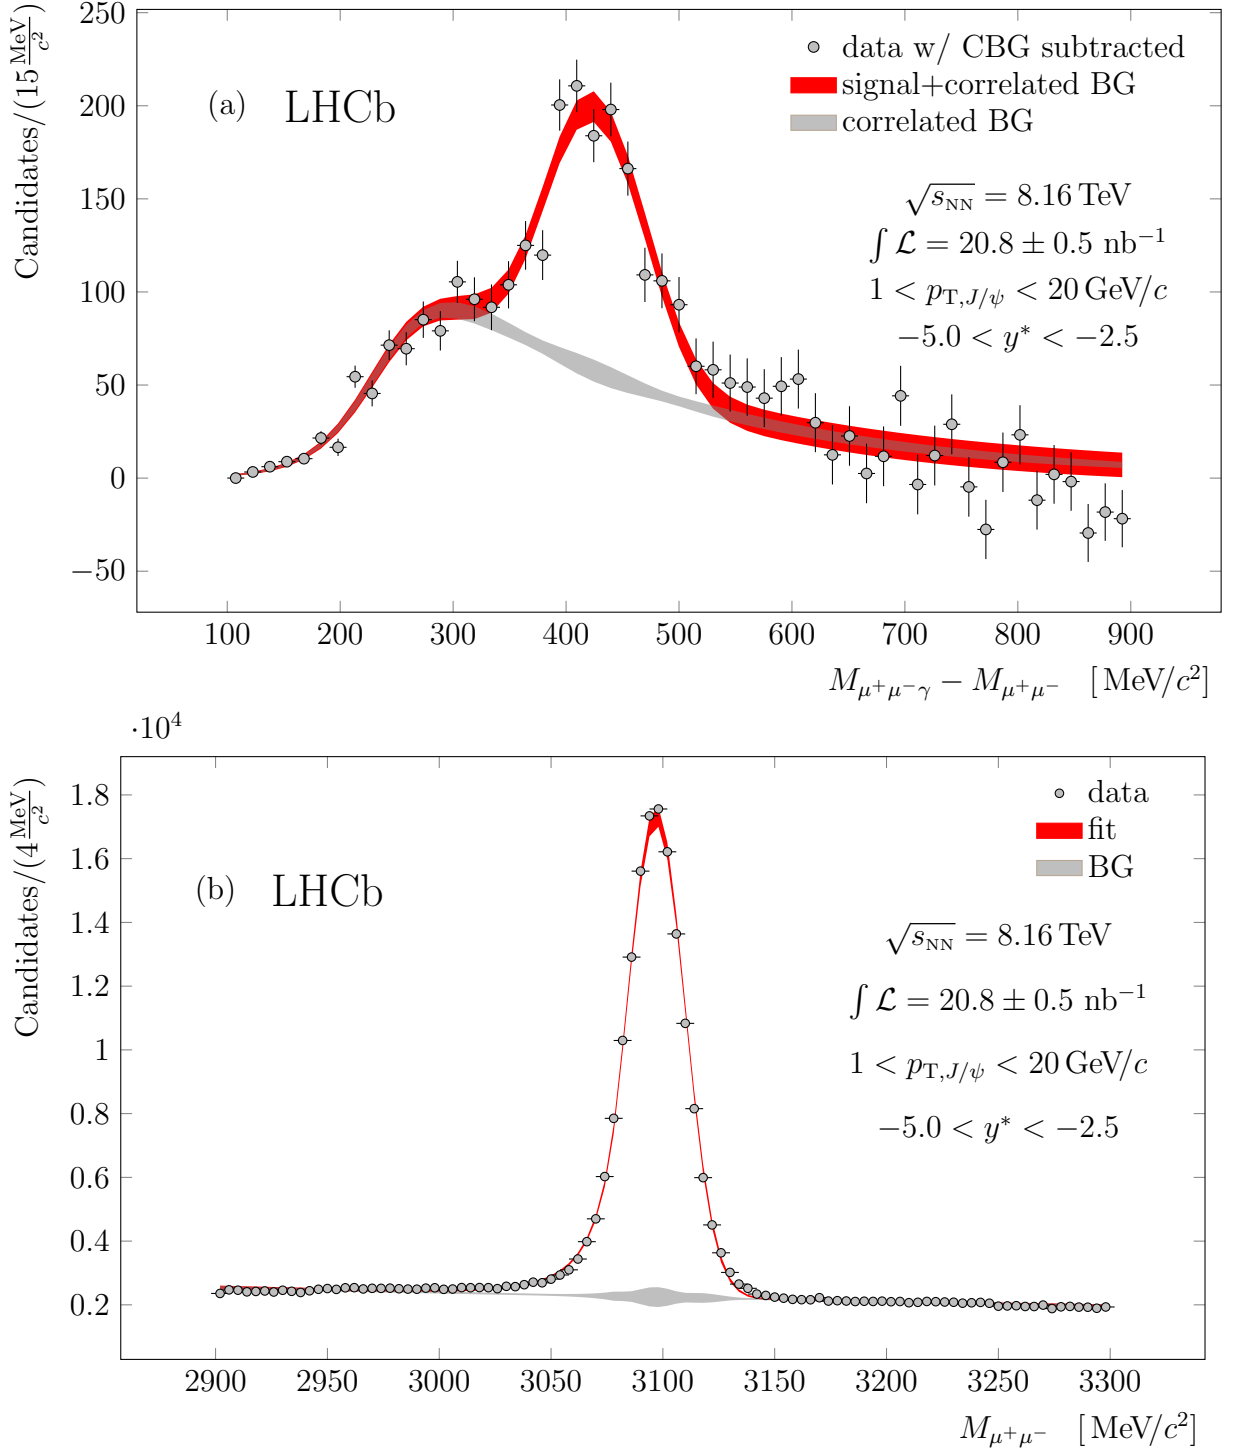 Candidates/(15 MeV/c²)
250
200
150
100
50
0
−50
(a) LHCb
data w/ CBG subtracted
signal+correlated BG
correlated BG
√sNN = 8.16 TeV
∫ ℒ = 20.8 ± 0.5 nb⁻¹
1 < pT,J/ψ < 20 GeV/c
−5.0 < y* < −2.5
100 200 300 400 500 600 700 800 900
Mμ⁺μ⁻γ − Mμ⁺μ⁻ [MeV/c²]
·10⁴
Candidates/(4 MeV/c²)
1.8
1.6
1.4
1.2
1
0.8
0.6
0.4
0.2
(b) LHCb
data
fit
BG
√sNN = 8.16 TeV
∫ ℒ = 20.8 ± 0.5 nb⁻¹
1 < pT,J/ψ < 20 GeV/c
−5.0 < y* < −2.5
2900 2950 3000 3050 3100 3150 3200 3250 3300
Mμ⁺μ⁻ [MeV/c²]